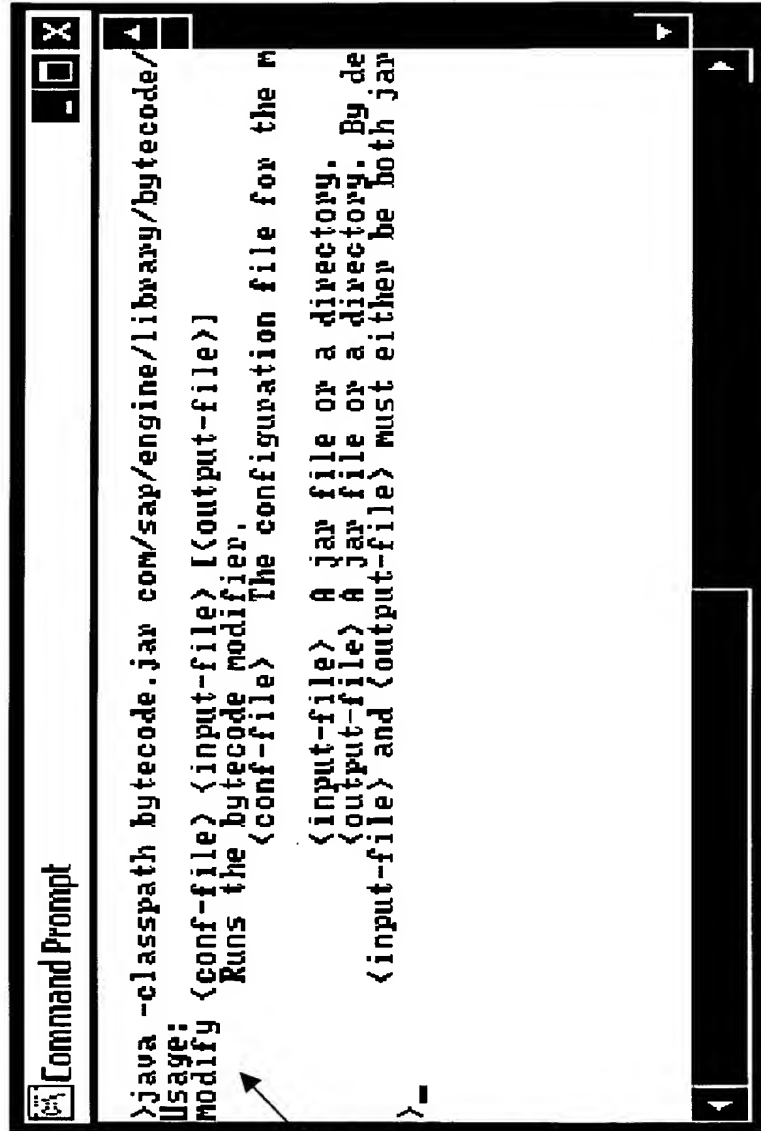 Command Prompt
>java -classpath bytecode.jar com/sap/engine/library/bytecode/
Usage:
modify <conf-file> <input-file> [<output-file>]
Runs the bytecode modifier.
<conf-file> The configuration file for the m
<input-file> A jar file or a directory.
<output-file> A jar file or a directory. By de
<input-file> and <output-file> must either be both jar
>_